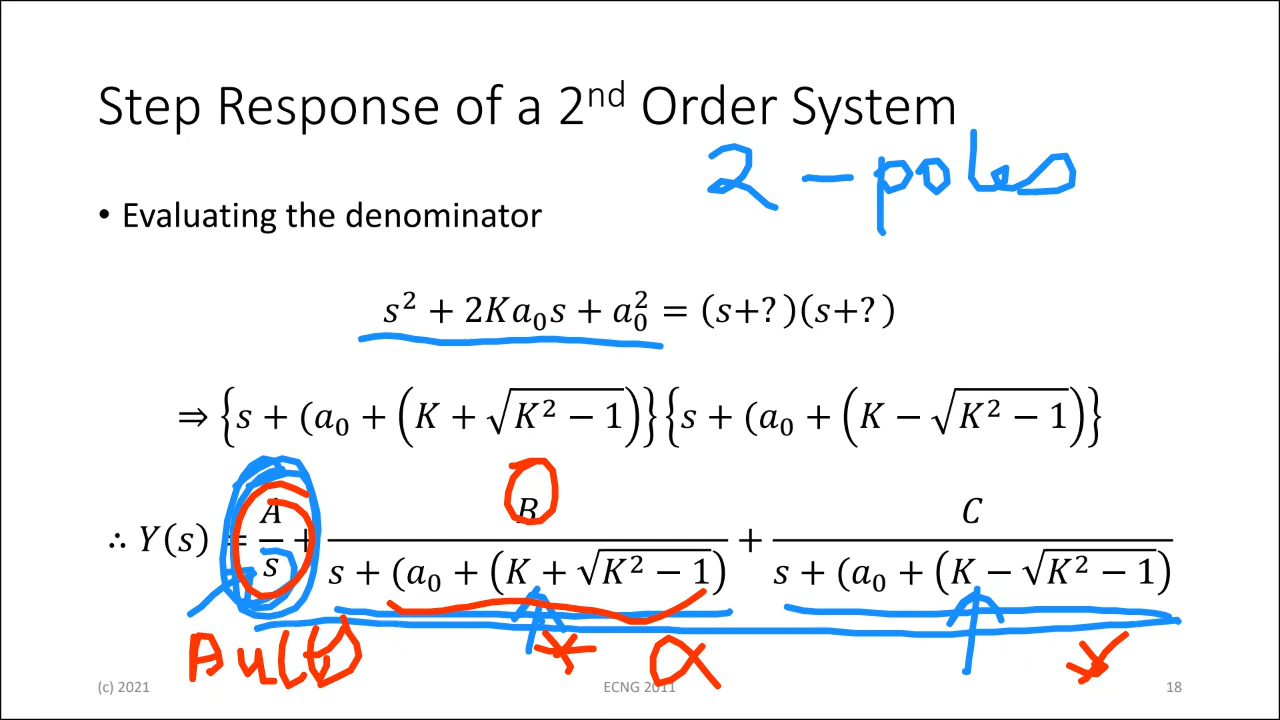 Step Response of a 2nd Order System
2 - poles
• Evaluating the denominator
s² + 2Ka₀s + a₀² = (s+?)(s+?)
⇒ {s + (a₀ + (K + √(K² − 1)} {s + (a₀ + (K − √(K² − 1)}
∴ Y(s) = A/s + B/(s + (a₀ + (K + √(K² − 1)) + C/(s + (a₀ + (K − √(K² − 1))
Au(t) * α *
(c) 2021 ECNG 2011 18